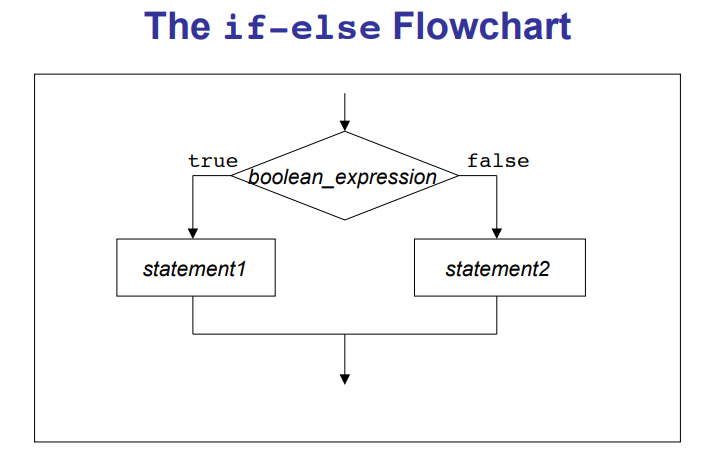 The if-else Flowchart
true
false
boolean_expression
statement1
statement2